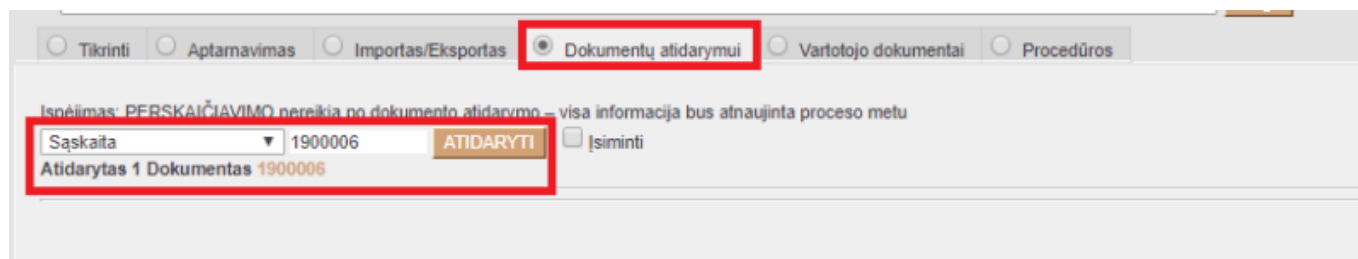 Tikrinti Aptarnavimas Importas/Eksportas Dokumentų atidarymui Vartotojo dokumentai Procedūros
Ispėjimas: PERSKAIČIAVIMO nereikia po dokumento atidarymo – visa informacija bus atnaujinta proceso metu
Sąskaita 1900006 ATIDARYTI Įsiminti
Atidarytas 1 Dokumentas 1900006